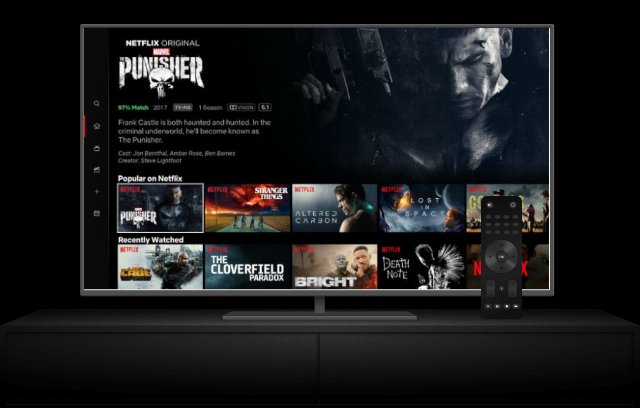 NETFLIX ORIGINAL
MARVEL
THE
PUNISHER
97% Match 2017 TV-MA 1 Season VISION 5.1
Frank Castle is both haunted and hunted. In the
criminal underworld, he'll become known as
The Punisher.
Cast: Jon Bernthal, Amber Rose, Ben Barnes
Creator: Steve Lightfoot
Popular on Netflix
NETFLIX
PUNISHER
NETFLIX
STRANGER
THINGS
NETFLIX
ALTERED
CARBON
NETFLIX
LOST
IN
SPACE
NETFLIX
Recently Watched
NETFLIX
CAGE
NETFLIX
THE
CLOVERFIELD
PARADOX
NETFLIX
BRIGHT
NETFLIX
DEATH
NOTE